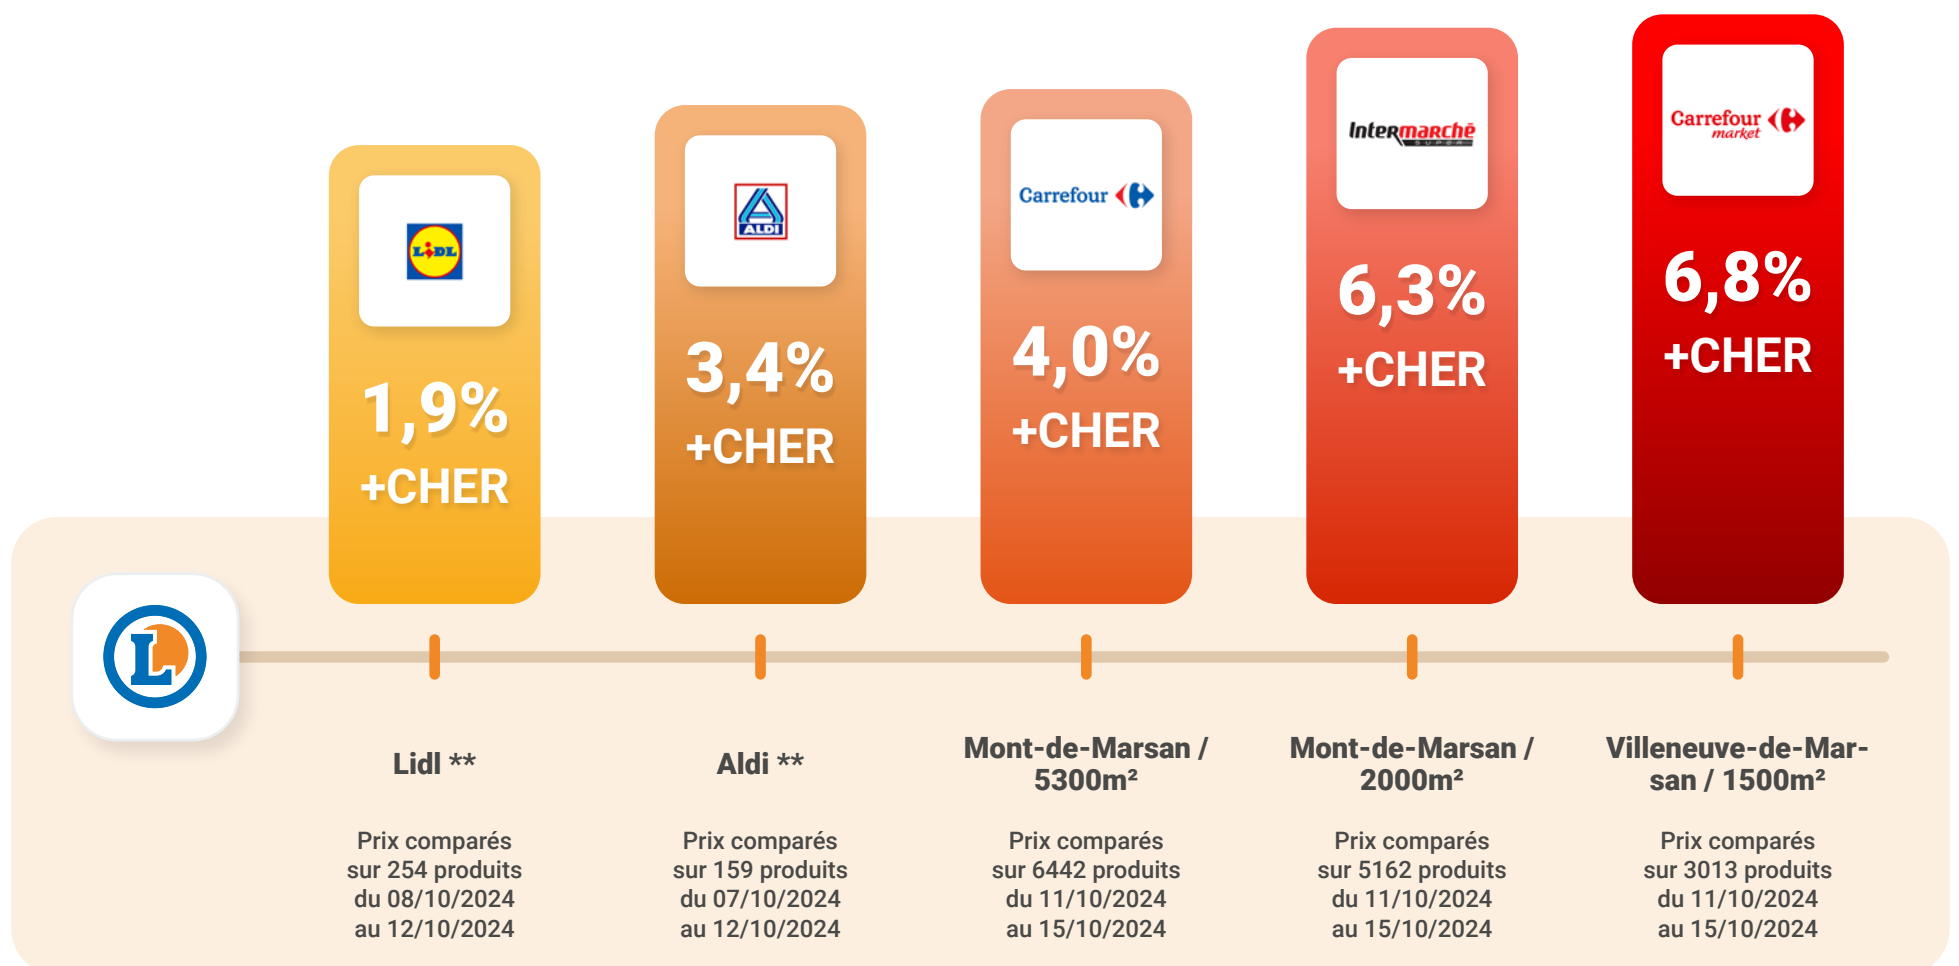 LIDL
1,9%
+CHER
ALDI
3,4%
+CHER
Carrefour
4,0%
+CHER
Intermarché
SUPER
6,3%
+CHER
Carrefour
market
6,8%
+CHER
L
Lidl **
Prix comparés
sur 254 produits
du 08/10/2024
au 12/10/2024
Aldi **
Prix comparés
sur 159 produits
du 07/10/2024
au 12/10/2024
Mont-de-Marsan /
5300m²
Prix comparés
sur 6442 produits
du 11/10/2024
au 15/10/2024
Mont-de-Marsan /
2000m²
Prix comparés
sur 5162 produits
du 11/10/2024
au 15/10/2024
Villeneuve-de-Mar-
san / 1500m²
Prix comparés
sur 3013 produits
du 11/10/2024
au 15/10/2024